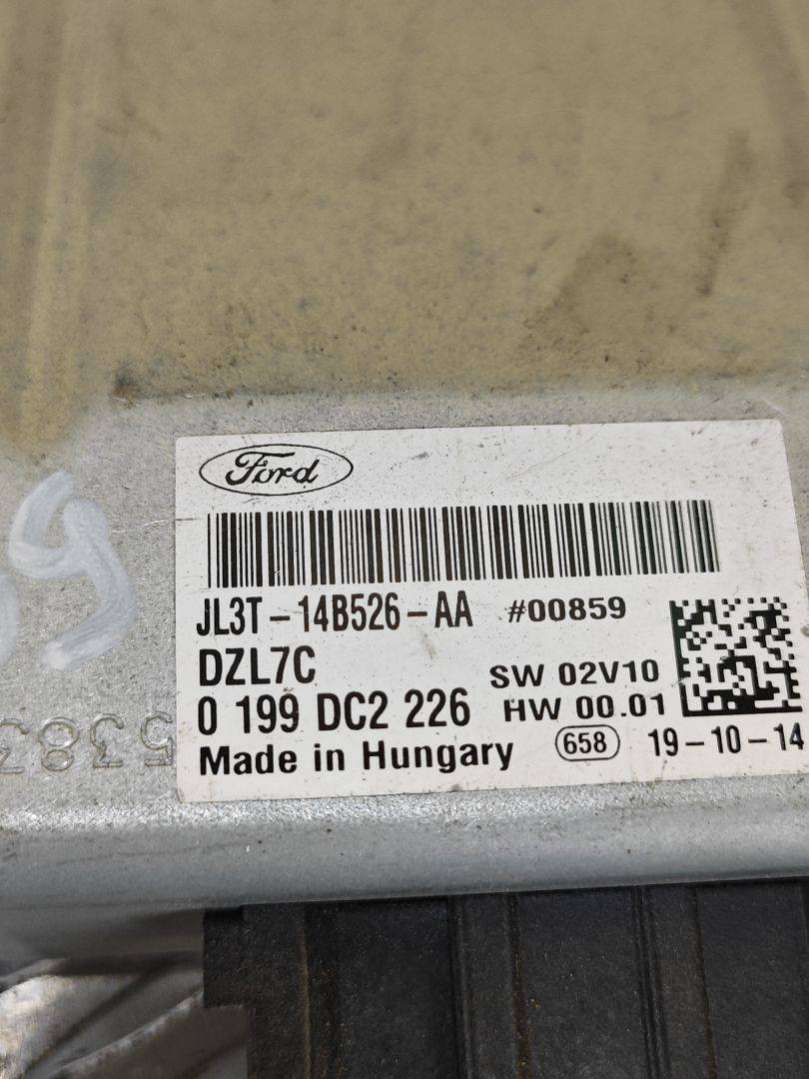 Ford
JL3T-14B526-AA #00859
DZL7C SW 02V10
0 199 DC2 226 HW 00.01
Made in Hungary 658 19-10-14